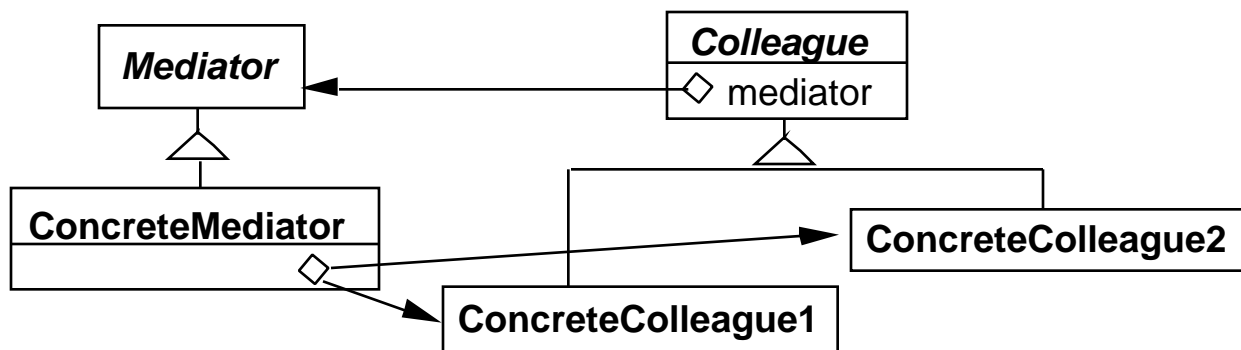 Mediator
Colleague
mediator
ConcreteMediator
ConcreteColleague2
ConcreteColleague1